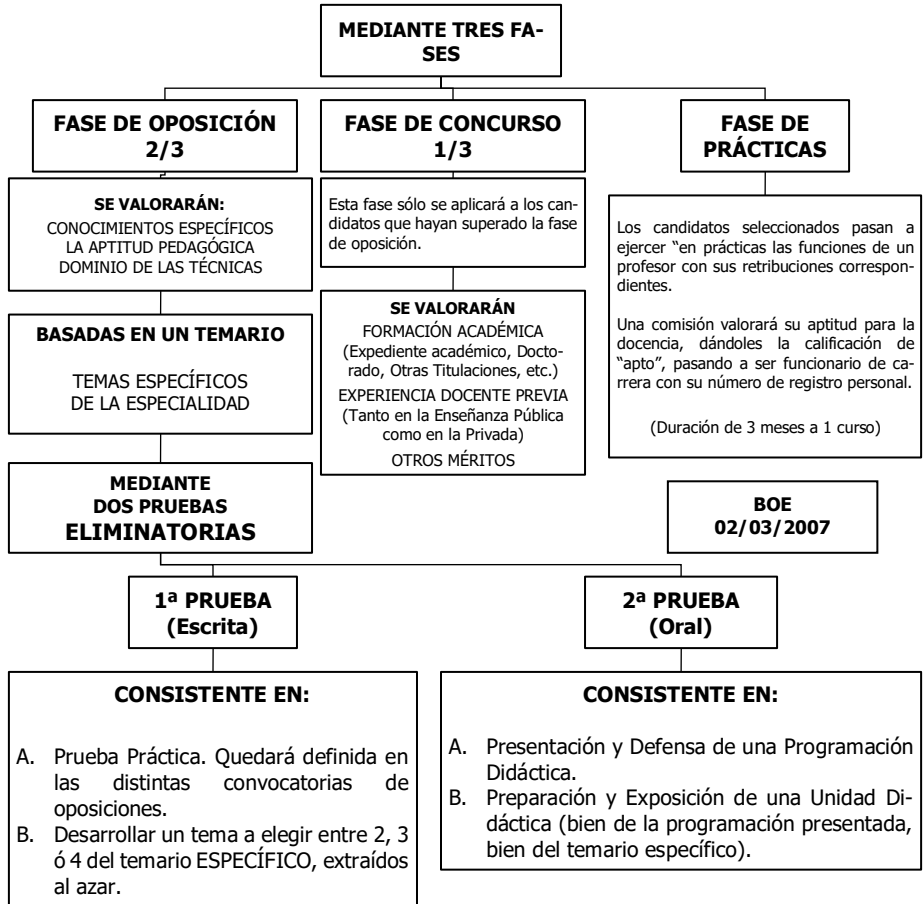 MEDIANTE TRES FA-
SES
FASE DE OPOSICIÓN
2/3
SE VALORARÁN:
CONOCIMIENTOS ESPECÍFICOS
LA APTITUD PEDAGÓGICA
DOMINIO DE LAS TÉCNICAS
BASADAS EN UN TEMARIO
TEMAS ESPECÍFICOS
DE LA ESPECIALIDAD
MEDIANTE
DOS PRUEBAS
ELIMINATORIAS
FASE DE CONCURSO
1/3
Esta fase sólo se aplicará a los can-
didatos que hayan superado la fase
de oposición.
SE VALORARÁN
FORMACIÓN ACADÉMICA
(Expediente académico, Docto-
rado, Otras Titulaciones, etc.)
EXPERIENCIA DOCENTE PREVIA
(Tanto en la Enseñanza Pública
como en la Privada)
OTROS MÉRITOS
FASE DE
PRÁCTICAS
Los candidatos seleccionados pasan a
ejercer “en prácticas las funciones de un
profesor con sus retribuciones correspon-
dientes.
Una comisión valorará su aptitud para la
docencia, dándoles la calificación de
“apto”, pasando a ser funcionario de ca-
rrera con su número de registro personal.
(Duración de 3 meses a 1 curso)
BOE
02/03/2007
1ª PRUEBA
(Escrita)
CONSISTENTE EN:
A. Prueba Práctica. Quedará definida en
las distintas convocatorias de
oposiciones.
B. Desarrollar un tema a elegir entre 2, 3
ó 4 del temario ESPECÍFICO, extraídos
al azar.
2ª PRUEBA
(Oral)
CONSISTENTE EN:
A. Presentación y Defensa de una Programación
Didáctica.
B. Preparación y Exposición de una Unidad Di-
dáctica (bien de la programación presentada,
bien del temario específico).